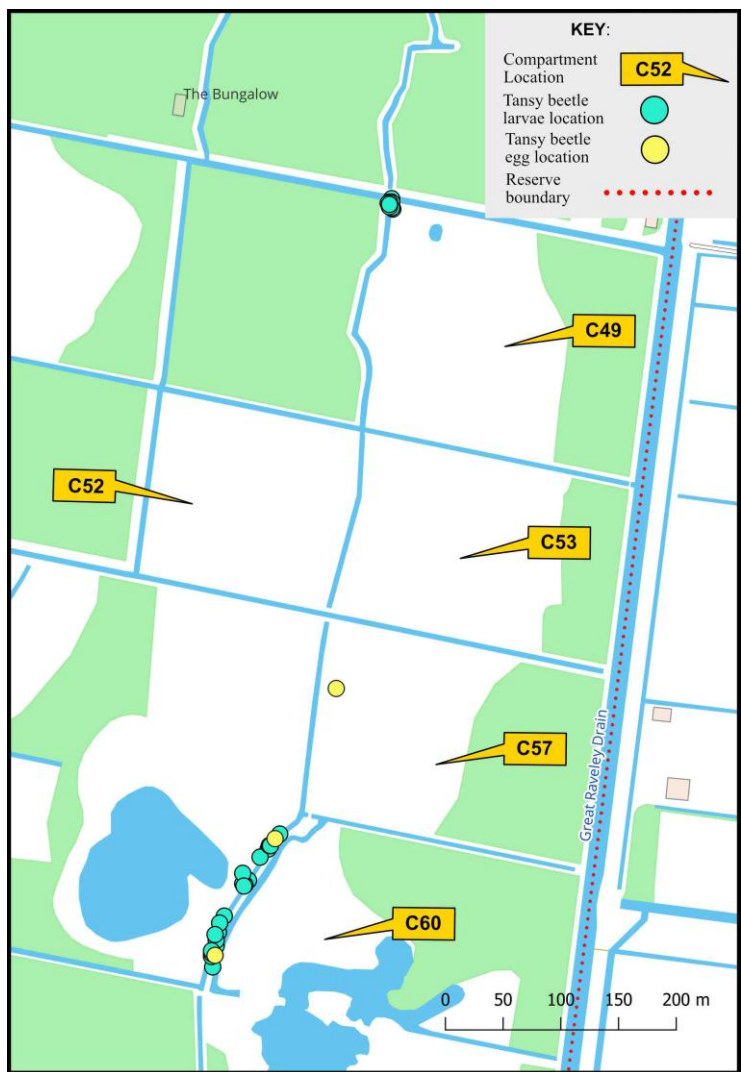 KEY:
Compartment
Location
C52
Tansy beetle
larvae location
Tansy beetle
egg location
Reserve
boundary
The Bungalow
C49
C52
C53
C57
Great Raveley Drain
C60
0 50 100 150 200 m